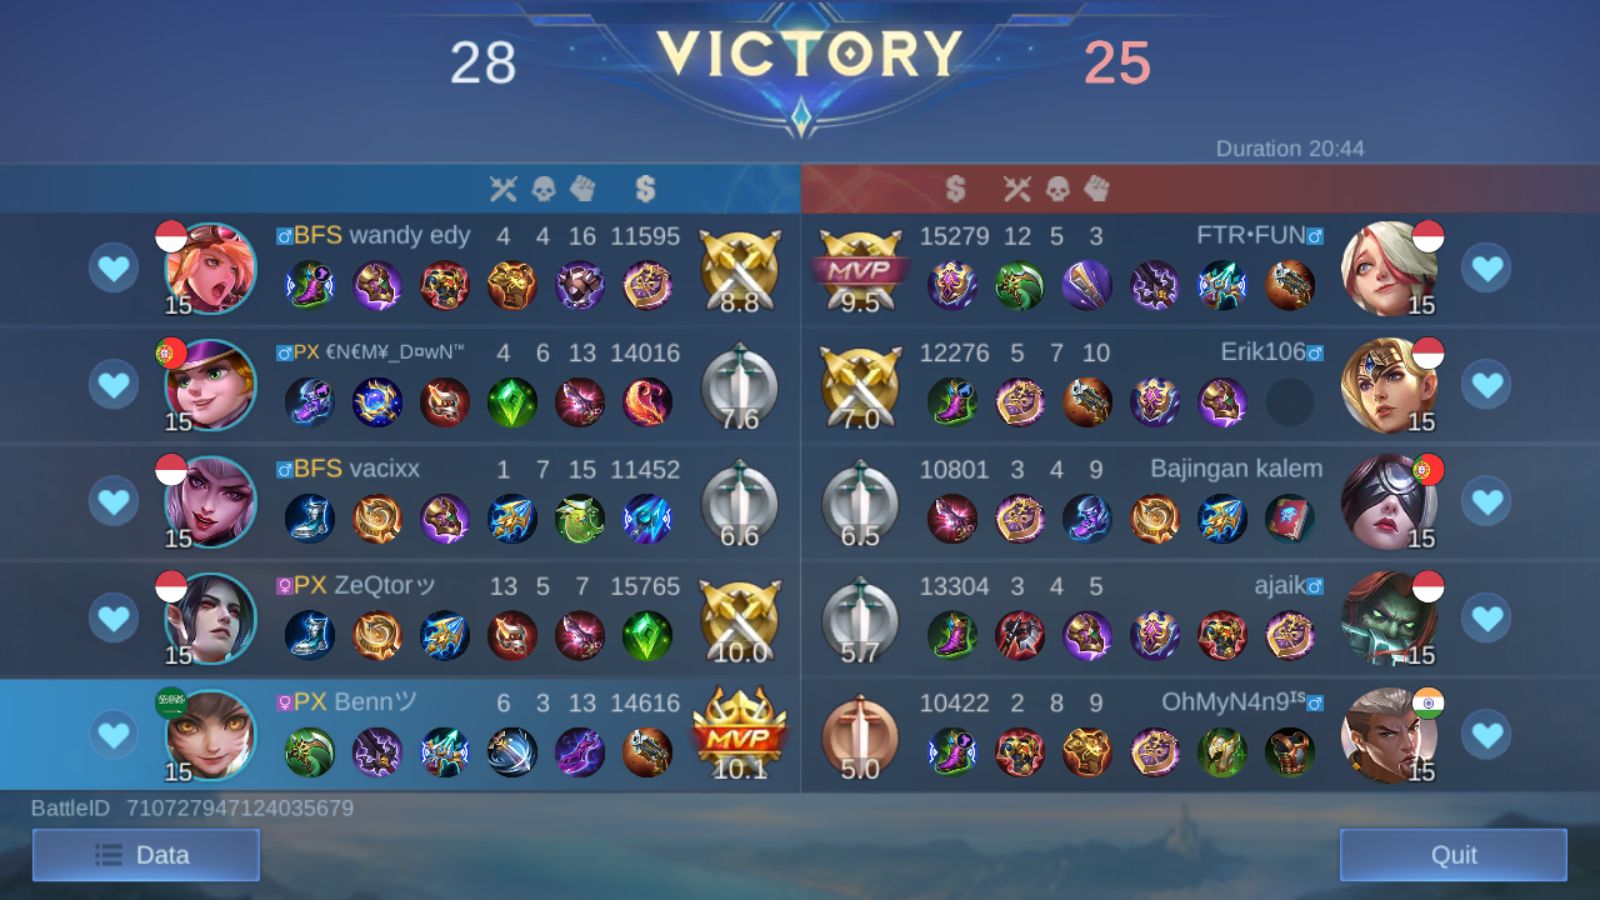 28 VICTORY 25
Duration 20:44
BFS wandy edy 4 4 16 11595
15 8.8
MVP 9.5 15279 12 5 3 FTR•FUN
15
PX €N€M¥_D¤wN™ 4 6 13 14016
15 7.6
7.0 12276 5 7 10 Erik106
15
BFS vacixx 1 7 15 11452
15 6.6
6.5 10801 3 4 9 Bajingan kalem
15
PX ZeQtorッ 13 5 7 15765
15 10.0
5.7 13304 3 4 5 ajaik
15
PX Bennツ 6 3 13 14616
15 MVP 10.1
5.0 10422 2 8 9 OhMyN4n9ᴵˢ
15
BattleID 710727947124035679
Data
Quit